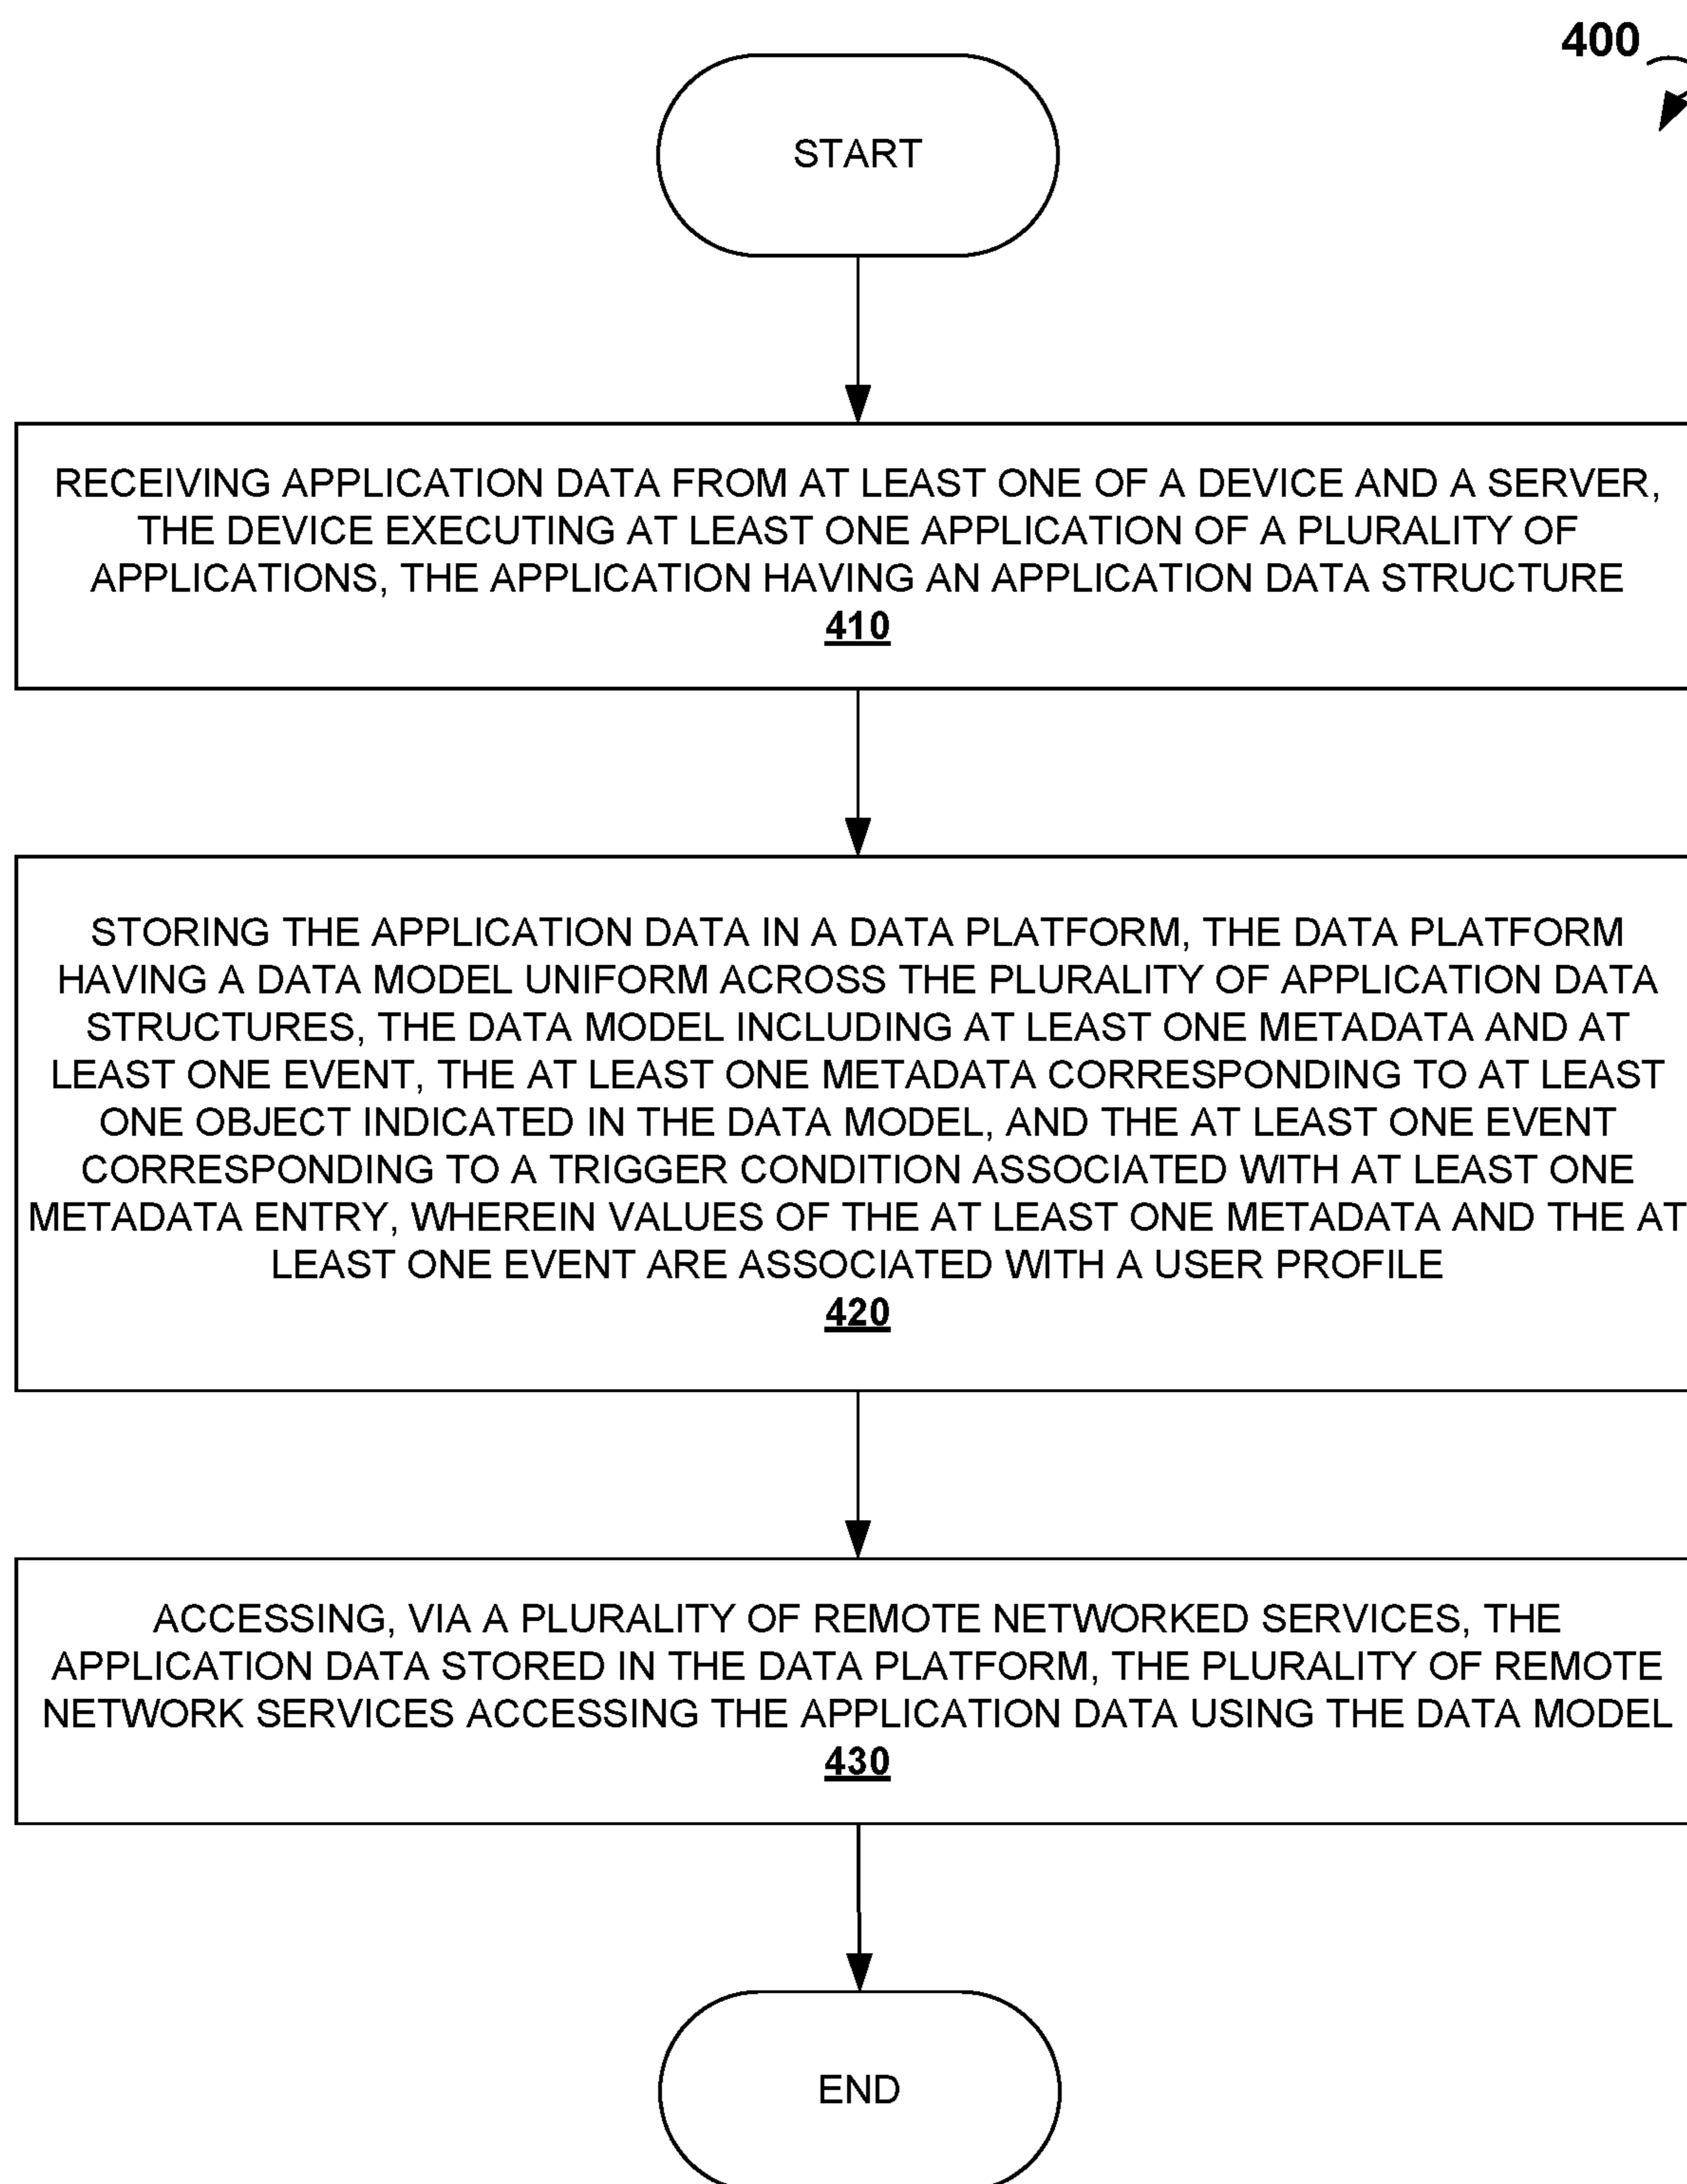 400
START
RECEIVING APPLICATION DATA FROM AT LEAST ONE OF A DEVICE AND A SERVER,
THE DEVICE EXECUTING AT LEAST ONE APPLICATION OF A PLURALITY OF
APPLICATIONS, THE APPLICATION HAVING AN APPLICATION DATA STRUCTURE
410
STORING THE APPLICATION DATA IN A DATA PLATFORM, THE DATA PLATFORM
HAVING A DATA MODEL UNIFORM ACROSS THE PLURALITY OF APPLICATION DATA
STRUCTURES, THE DATA MODEL INCLUDING AT LEAST ONE METADATA AND AT
LEAST ONE EVENT, THE AT LEAST ONE METADATA CORRESPONDING TO AT LEAST
ONE OBJECT INDICATED IN THE DATA MODEL, AND THE AT LEAST ONE EVENT
CORRESPONDING TO A TRIGGER CONDITION ASSOCIATED WITH AT LEAST ONE
METADATA ENTRY, WHEREIN VALUES OF THE AT LEAST ONE METADATA AND THE AT
LEAST ONE EVENT ARE ASSOCIATED WITH A USER PROFILE
420
ACCESSING, VIA A PLURALITY OF REMOTE NETWORKED SERVICES, THE
APPLICATION DATA STORED IN THE DATA PLATFORM, THE PLURALITY OF REMOTE
NETWORK SERVICES ACCESSING THE APPLICATION DATA USING THE DATA MODEL
430
END